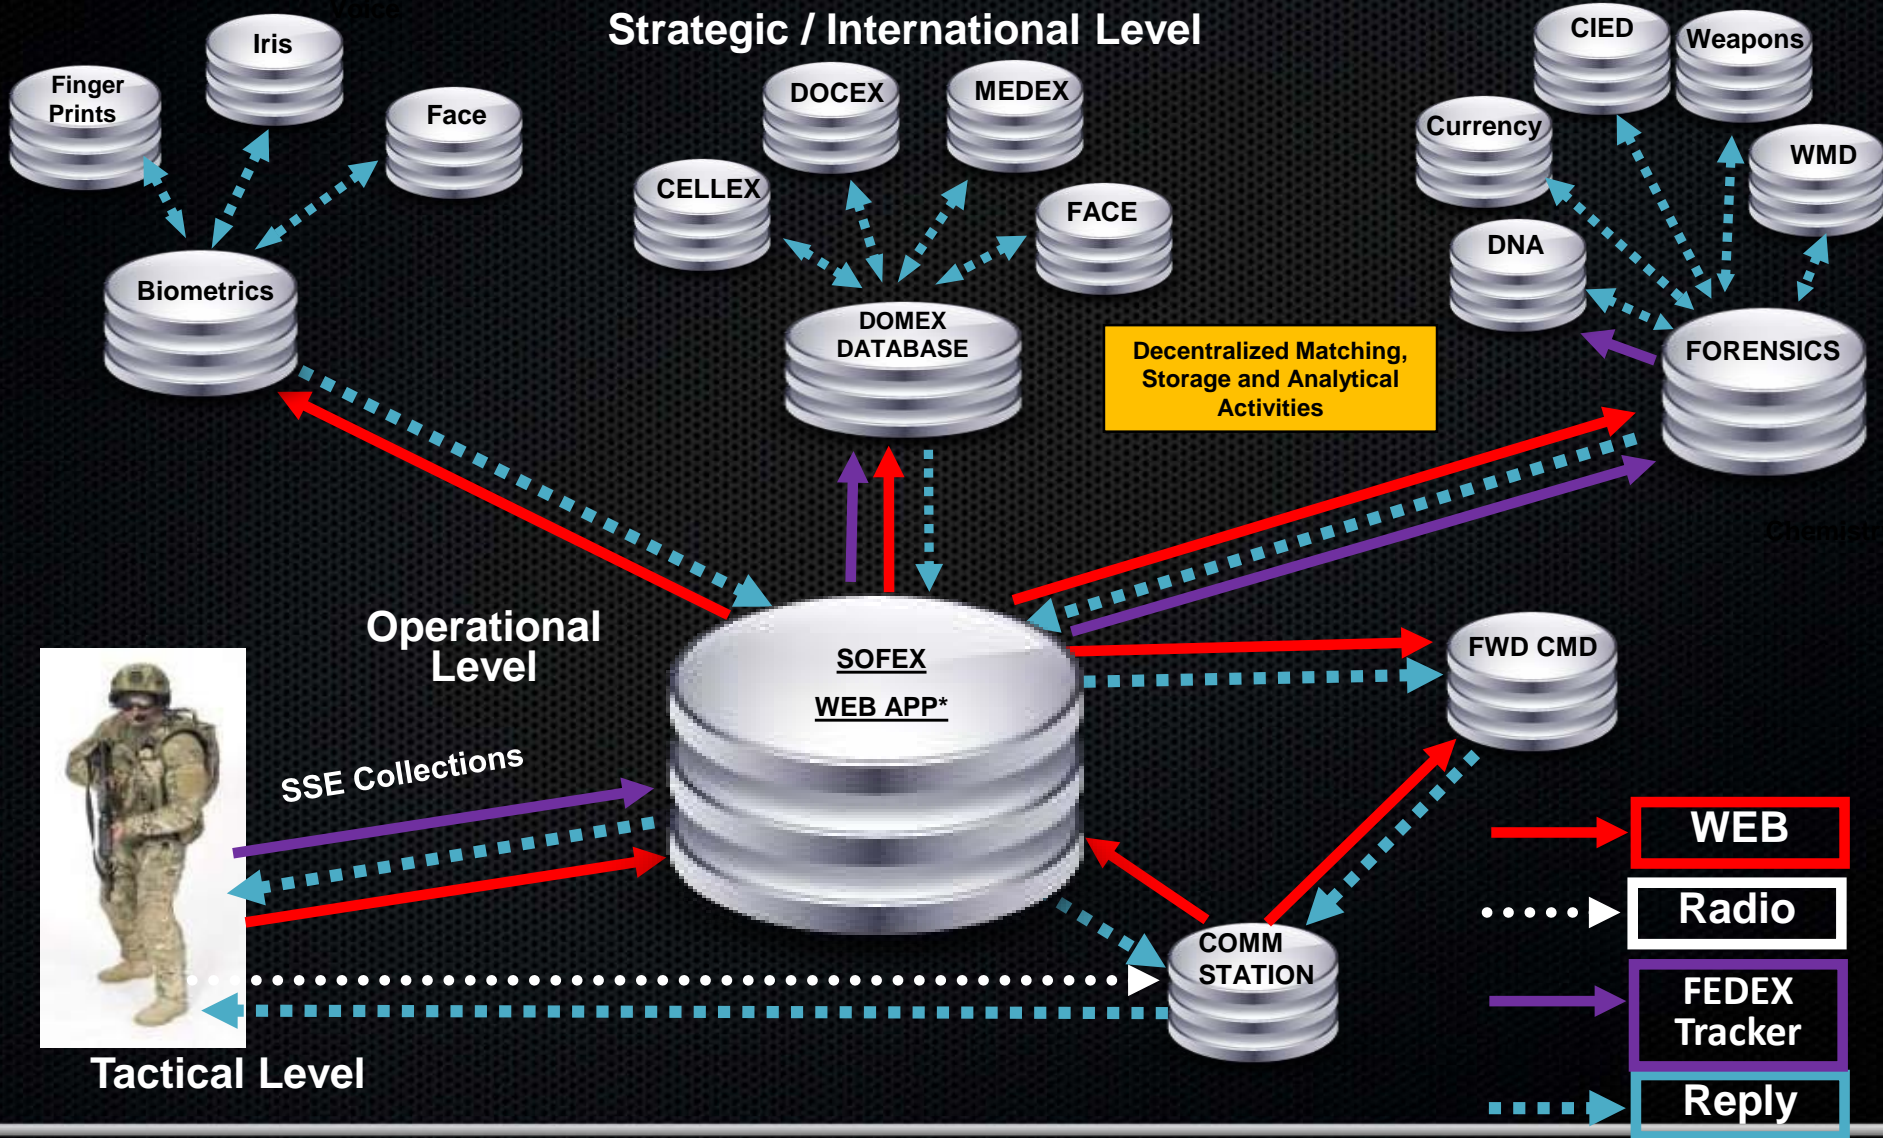 Strategic / International Level
Voice
Iris
Finger
Prints
Face
DOCEX
MEDEX
CELLEX
FACE
CIED
Weapons
Currency
WMD
DNA
Biometrics
DOMEX
DATABASE
Decentralized Matching,
Storage and Analytical
Activities
FORENSICS
Operational
Level
SOFEX
WEB APP*
FWD CMD
SSE Collections
COMM
STATION
Tactical Level
WEB
Radio
FEDEX
Tracker
Reply